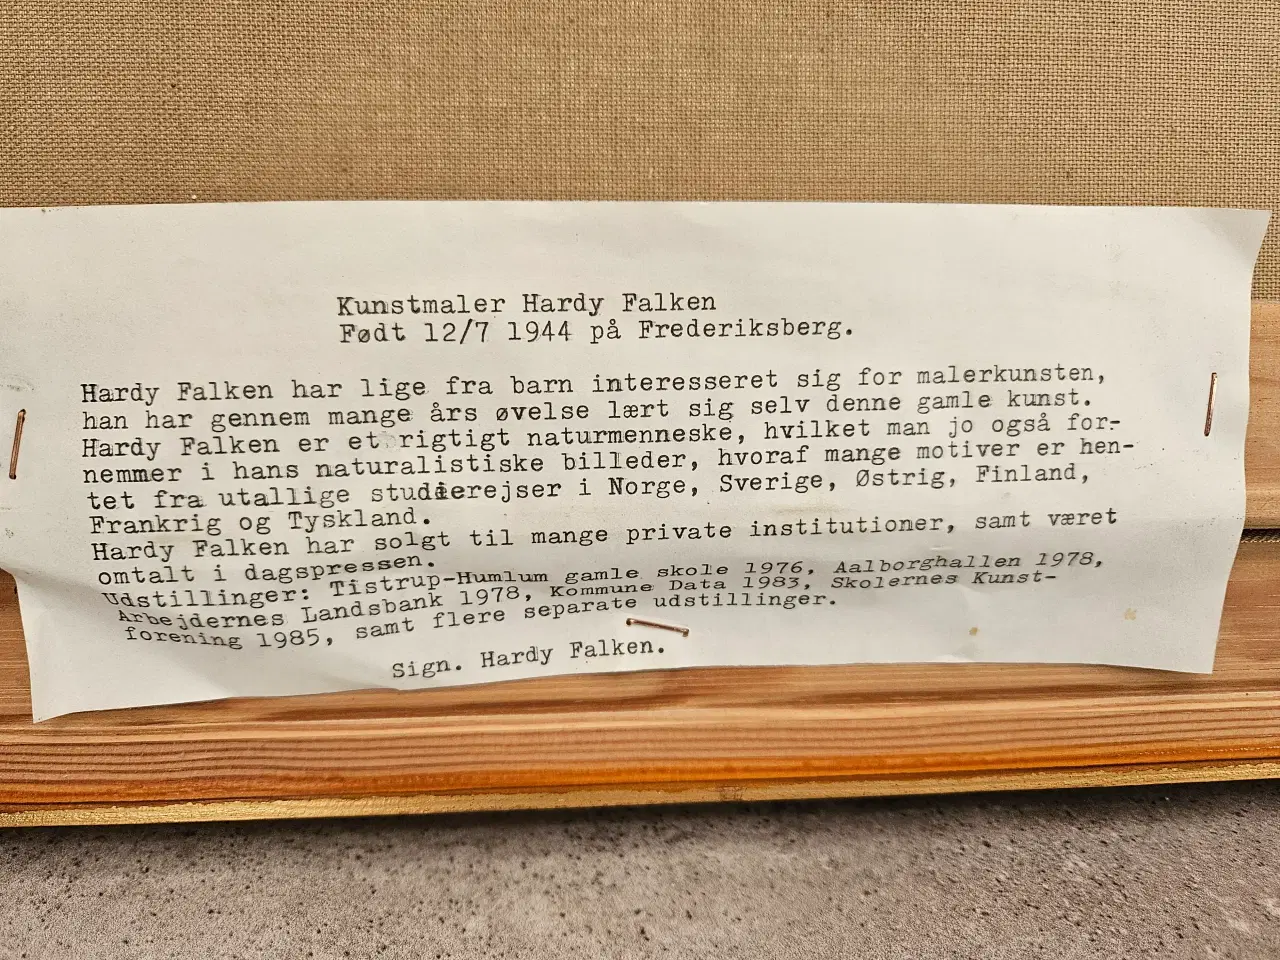 Kunstmaler Hardy Falken
Født 12/7 1944 på Frederiksberg.
Hardy Falken har lige fra barn interesseret sig for malerkunsten,
han har gennem mange års øvelse lært sig selv denne gamle kunst.
Hardy Falken er et rigtigt naturmenneske, hvilket man jo også for-
nemmer i hans naturalistiske billeder, hvoraf mange motiver er hen-
tet fra utallige studierejser i Norge, Sverige, Østrig, Finland,
Frankrig og Tyskland.
Hardy Falken har solgt til mange private institutioner, samt været
omtalt i dagspressen.
Udstillinger: Tistrup-Humlum gamle skole 1976, Aalborghallen 1978,
Arbejdernes Landsbank 1978, Kommune Data 1983, Skolernes Kunst-
forening 1985, samt flere separate udstillinger.
Sign. Hardy Falken.